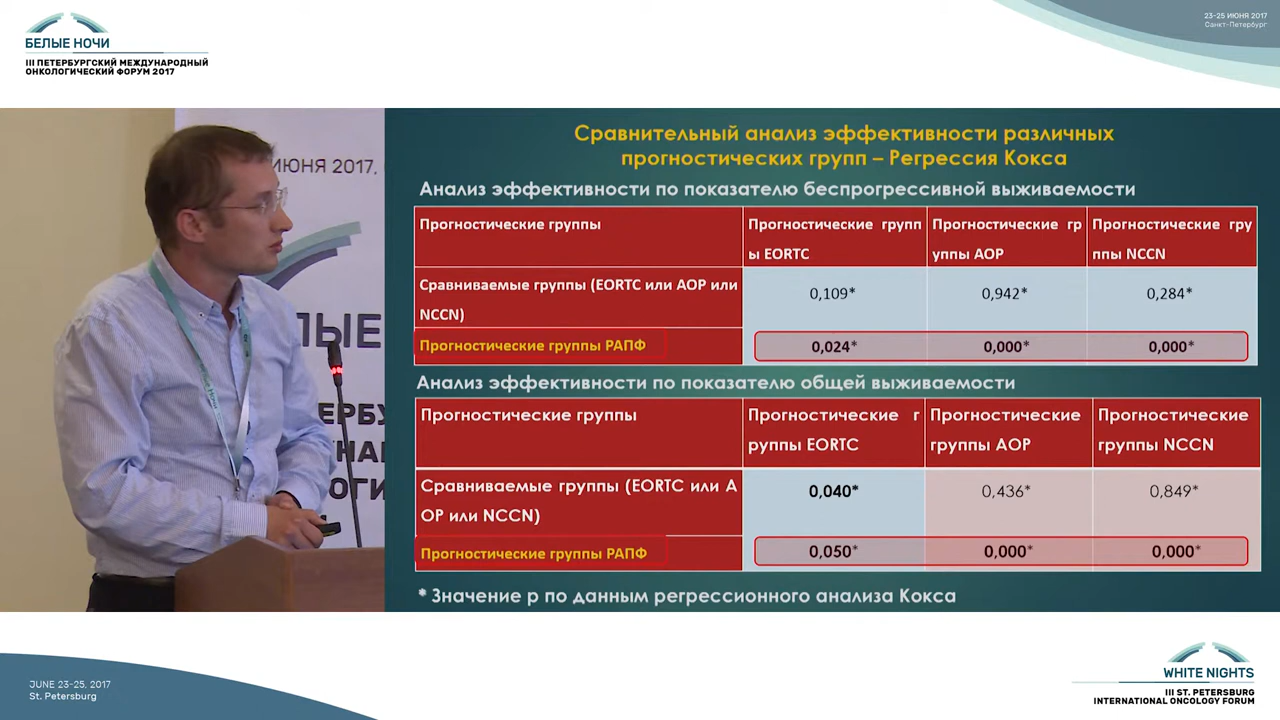 БЕЛЫЕ НОЧИ
III ПЕТЕРБУРГСКИЙ МЕЖДУНАРОДНЫЙ
ОНКОЛОГИЧЕСКИЙ ФОРУМ 2017
23-25 ИЮНЯ 2017
Санкт-Петербург
ИЮНЯ 2017,
Сравнительный анализ эффективности различных
прогностических групп – Регрессия Кокса
Анализ эффективности по показателю беспрогрессивной выживаемости
Прогностические группы
Прогностические групп
ы EORTC
Прогностические гр
уппы АОР
Прогностические гру
ппы NCCN
Сравниваемые группы (EORTC или АОР или
NCCN)
0,109*
0,942*
0,284*
Прогностические группы РАПФ
0,024*
0,000*
0,000*
Анализ эффективности по показателю общей выживаемости
Прогностические группы
Прогностические г
руппы EORTC
Прогностические
группы АОР
Прогностические
группы NCCN
Сравниваемые группы (EORTC или А
ОР или NCCN)
0,040*
0,436*
0,849*
Прогностические группы РАПФ
0,050*
0,000*
0,000*
* Значение р по данным регрессионного анализа Кокса
JUNE 23-25, 2017
St. Petersburg
WHITE NIGHTS
III ST. PETERSBURG
INTERNATIONAL ONCOLOGY FORUM